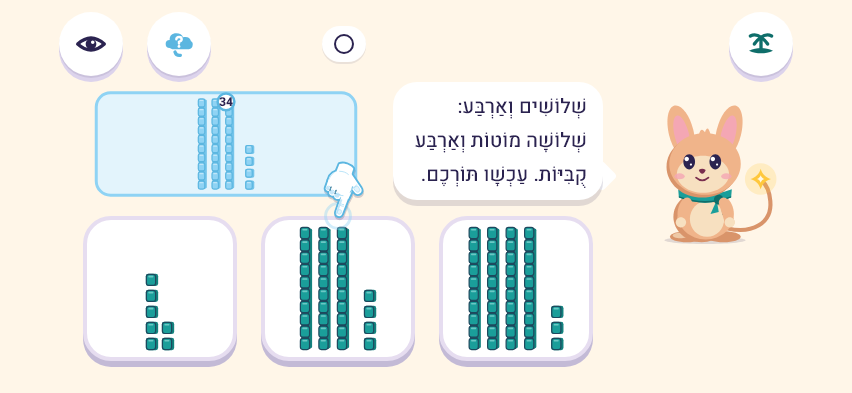 34
שְׁלוֹשִׁים וְאַרְבַּע:
שְׁלוֹשָׁה מוֹטוֹת וְאַרְבַּע
קֻבִּיּוֹת. עַכְשָׁו תּוֹרְכֶם.